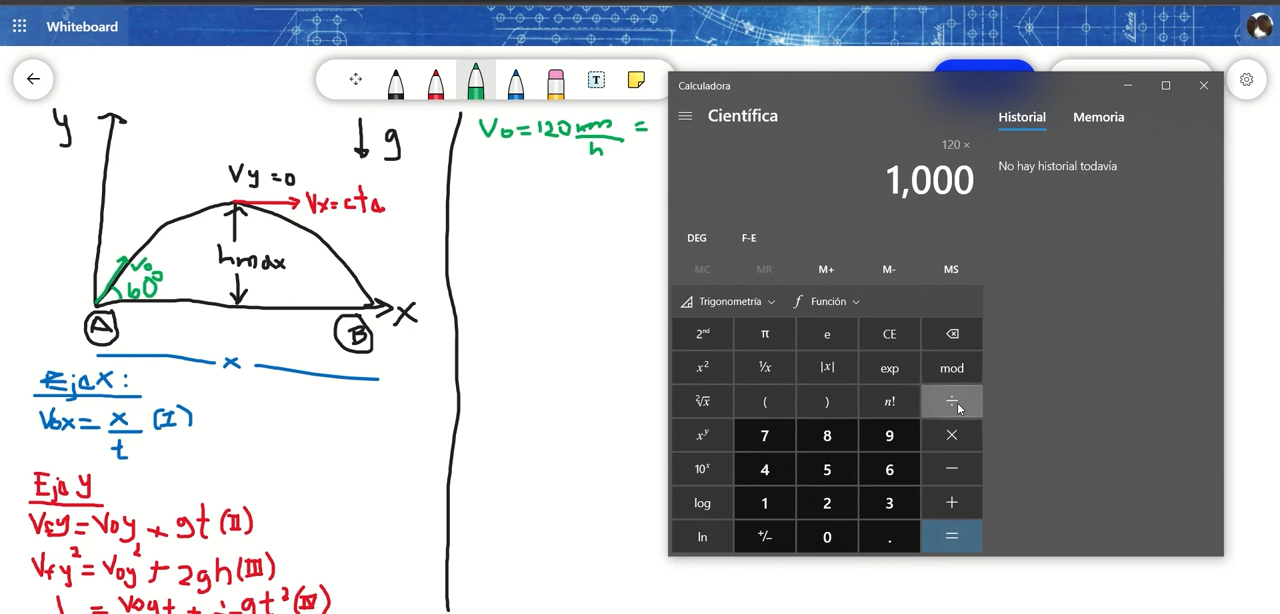 Whiteboard
T
y
g
Vy=0
Vx=cta
hmax
Vo
60°
x
A
B
x
Eje X:
Vox = x/t (I)
Eje y
Vfy = Voy + gt (II)
Vfy² = Voy² + 2gh (III)
Vo=120 km/h =
Calculadora
Científica
120 ×
1,000
DEG F-E
MC MR M+ M- MS
Trigonometría f Función
2nd π e CE
x² ¹/x |x| exp mod
²√x ( ) n! ÷
xʸ 7 8 9 ×
10ˣ 4 5 6 −
log 1 2 3 +
ln +/− 0 . =
Historial Memoria
No hay historial todavía